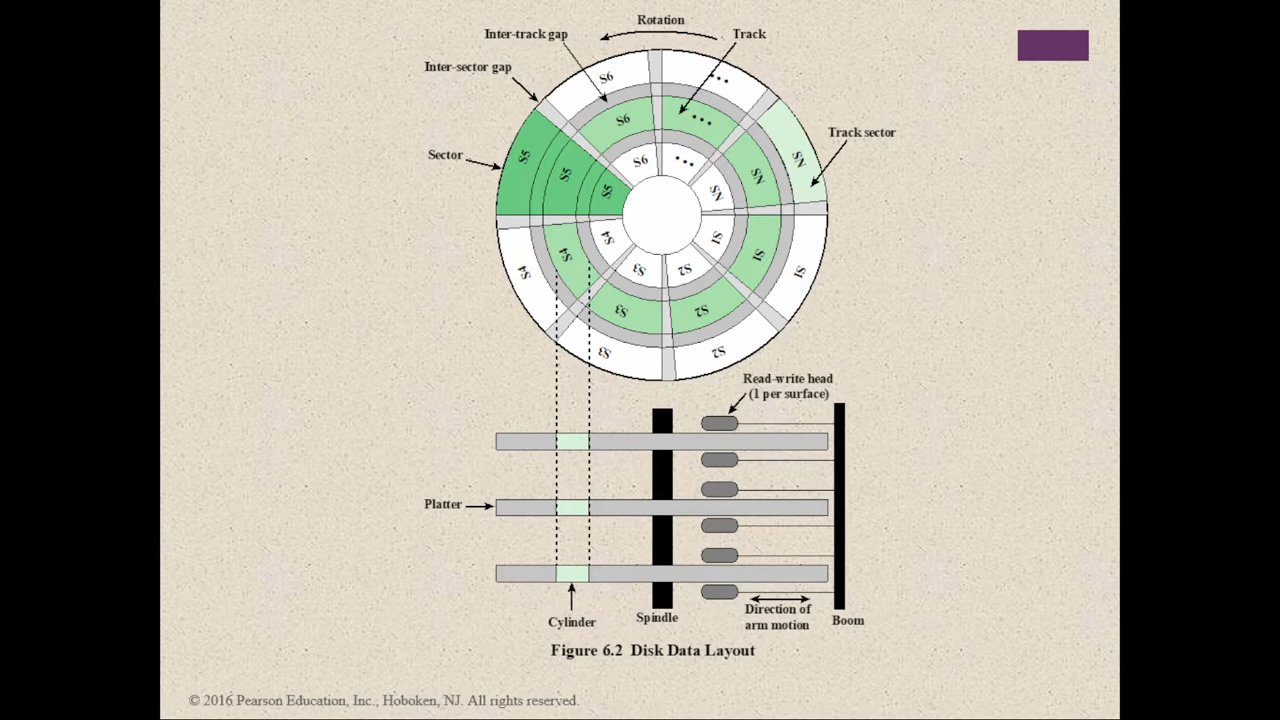 Rotation
Inter-track gap
Track
Inter-sector gap
S6
•••
Track sector
S6
•••
Sector
S5
S5
S5
S6
•••
SN
SN
SN
S4
S4
S4
S3
S3
S3
S2
S2
S2
S1
S1
S1
Read-write head
(1 per surface)
Platter
Cylinder
Spindle
Direction of
arm motion
Boom
Figure 6.2 Disk Data Layout
© 2016 Pearson Education, Inc., Hoboken, NJ. All rights reserved.